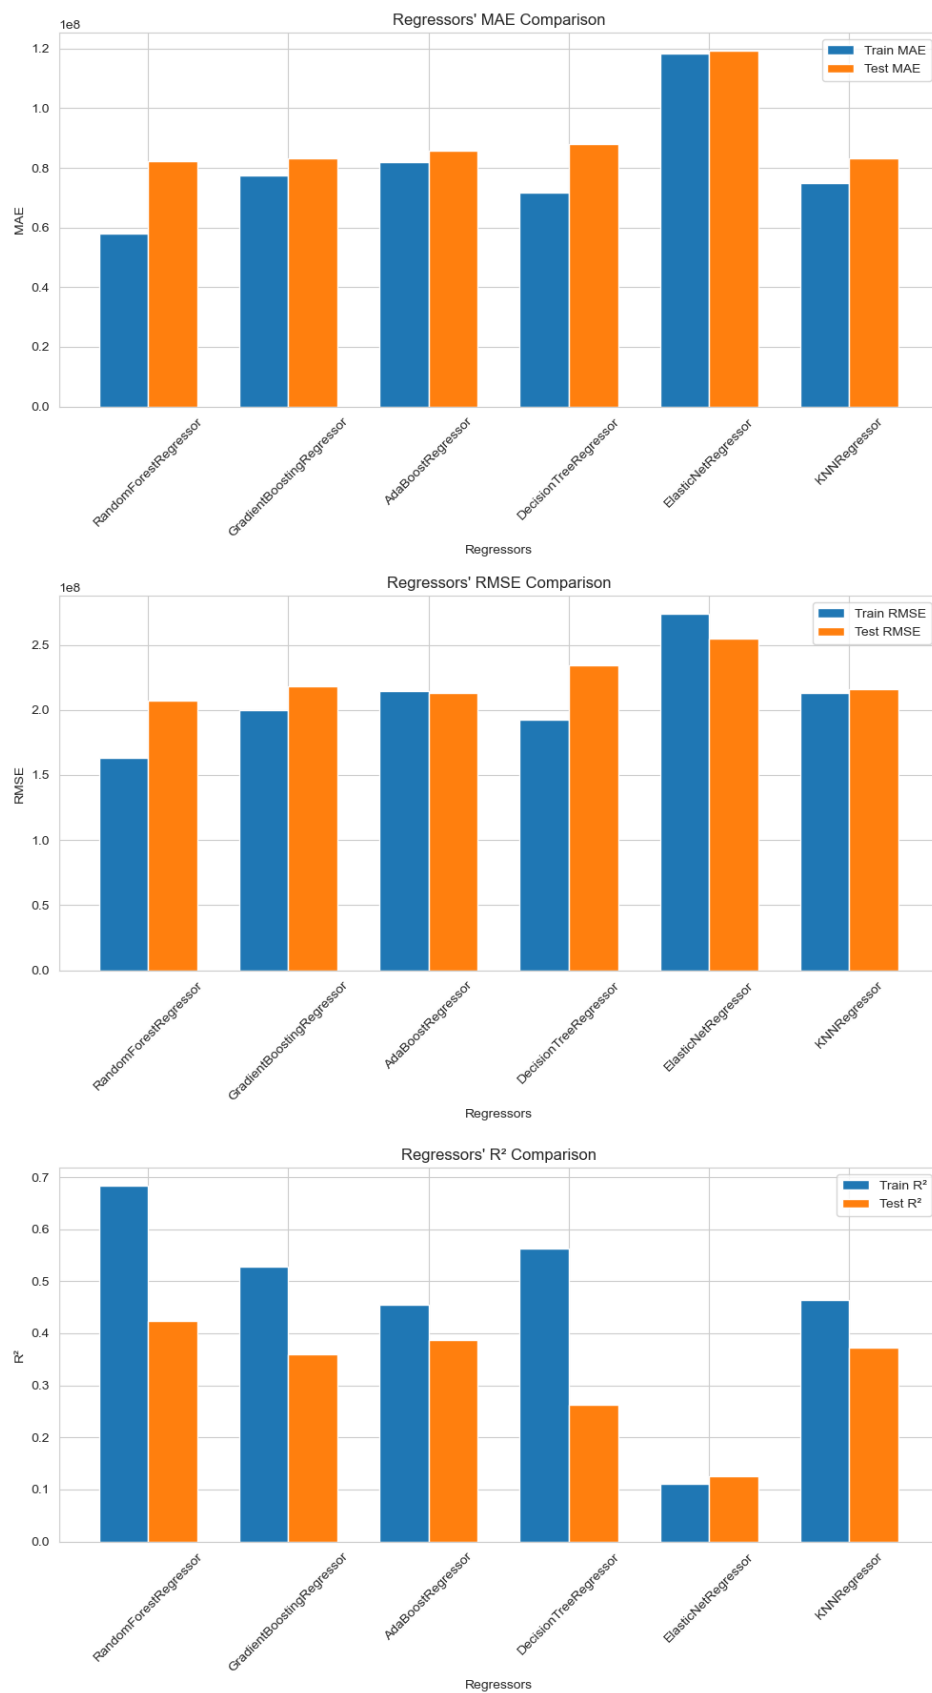 Regressors' MAE Comparison
1e8
Train MAE
Test MAE
1.2
1.0
0.8
0.6
0.4
0.2
0.0
MAE
RandomForestRegressor
GradientBoostingRegressor
AdaBoostRegressor
DecisionTreeRegressor
ElasticNetRegressor
KNNRegressor
Regressors
Regressors' RMSE Comparison
1e8
Train RMSE
Test RMSE
2.5
2.0
1.5
1.0
0.5
0.0
RMSE
RandomForestRegressor
GradientBoostingRegressor
AdaBoostRegressor
DecisionTreeRegressor
ElasticNetRegressor
KNNRegressor
Regressors
Regressors' R² Comparison
Train R²
Test R²
0.7
0.6
0.5
0.4
0.3
0.2
0.1
0.0
R²
RandomForestRegressor
GradientBoostingRegressor
AdaBoostRegressor
DecisionTreeRegressor
ElasticNetRegressor
KNNRegressor
Regressors